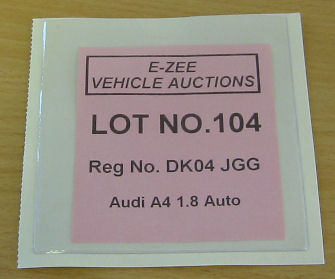 E-ZEE
VEHICLE AUCTIONS
LOT NO.104
Reg No. DK04 JGG
Audi A4 1.8 Auto